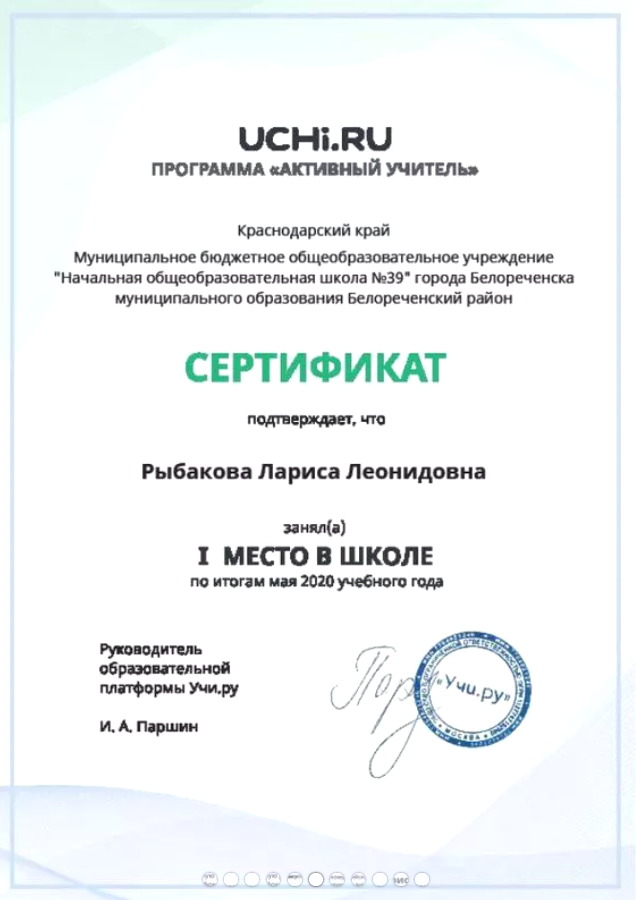 UCHi.RU
ПРОГРАММА «АКТИВНЫЙ УЧИТЕЛЬ»
Краснодарский край
Муниципальное бюджетное общеобразовательное учреждение
"Начальная общеобразовательная школа №39" города Белореченска
муниципального образования Белореченский район
СЕРТИФИКАТ
подтверждает, что
Рыбакова Лариса Леонидовна
занял(а)
I МЕСТО В ШКОЛЕ
по итогам мая 2020 учебного года
Руководитель
образовательной
платформы Учи.ру
И. А. Паршин
«Учи.ру»
МОСКВА